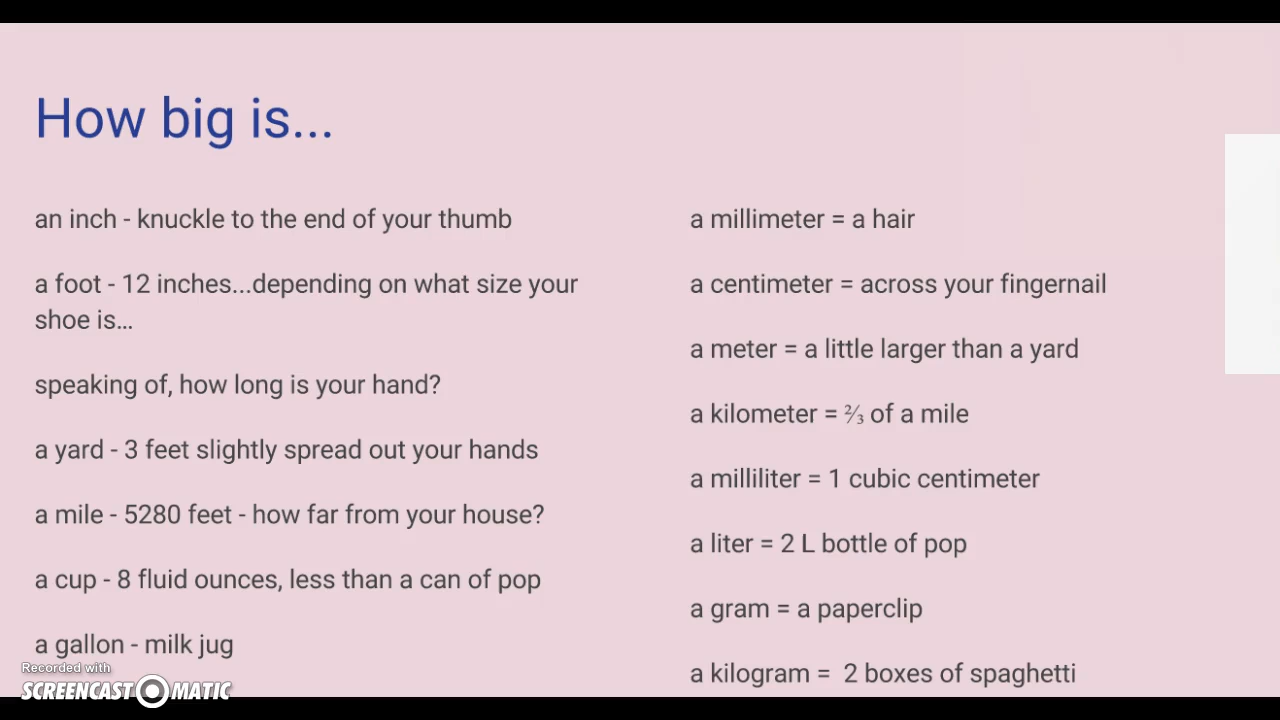 How big is...
an inch - knuckle to the end of your thumb
a foot - 12 inches...depending on what size your
shoe is…
speaking of, how long is your hand?
a yard - 3 feet slightly spread out your hands
a mile - 5280 feet - how far from your house?
a cup - 8 fluid ounces, less than a can of pop
a gallon - milk jug
a millimeter = a hair
a centimeter = across your fingernail
a meter = a little larger than a yard
a kilometer = ⅔ of a mile
a milliliter = 1 cubic centimeter
a liter = 2 L bottle of pop
a gram = a paperclip
a kilogram =  2 boxes of spaghetti
Recorded with
SCREENCAST-O-MATIC